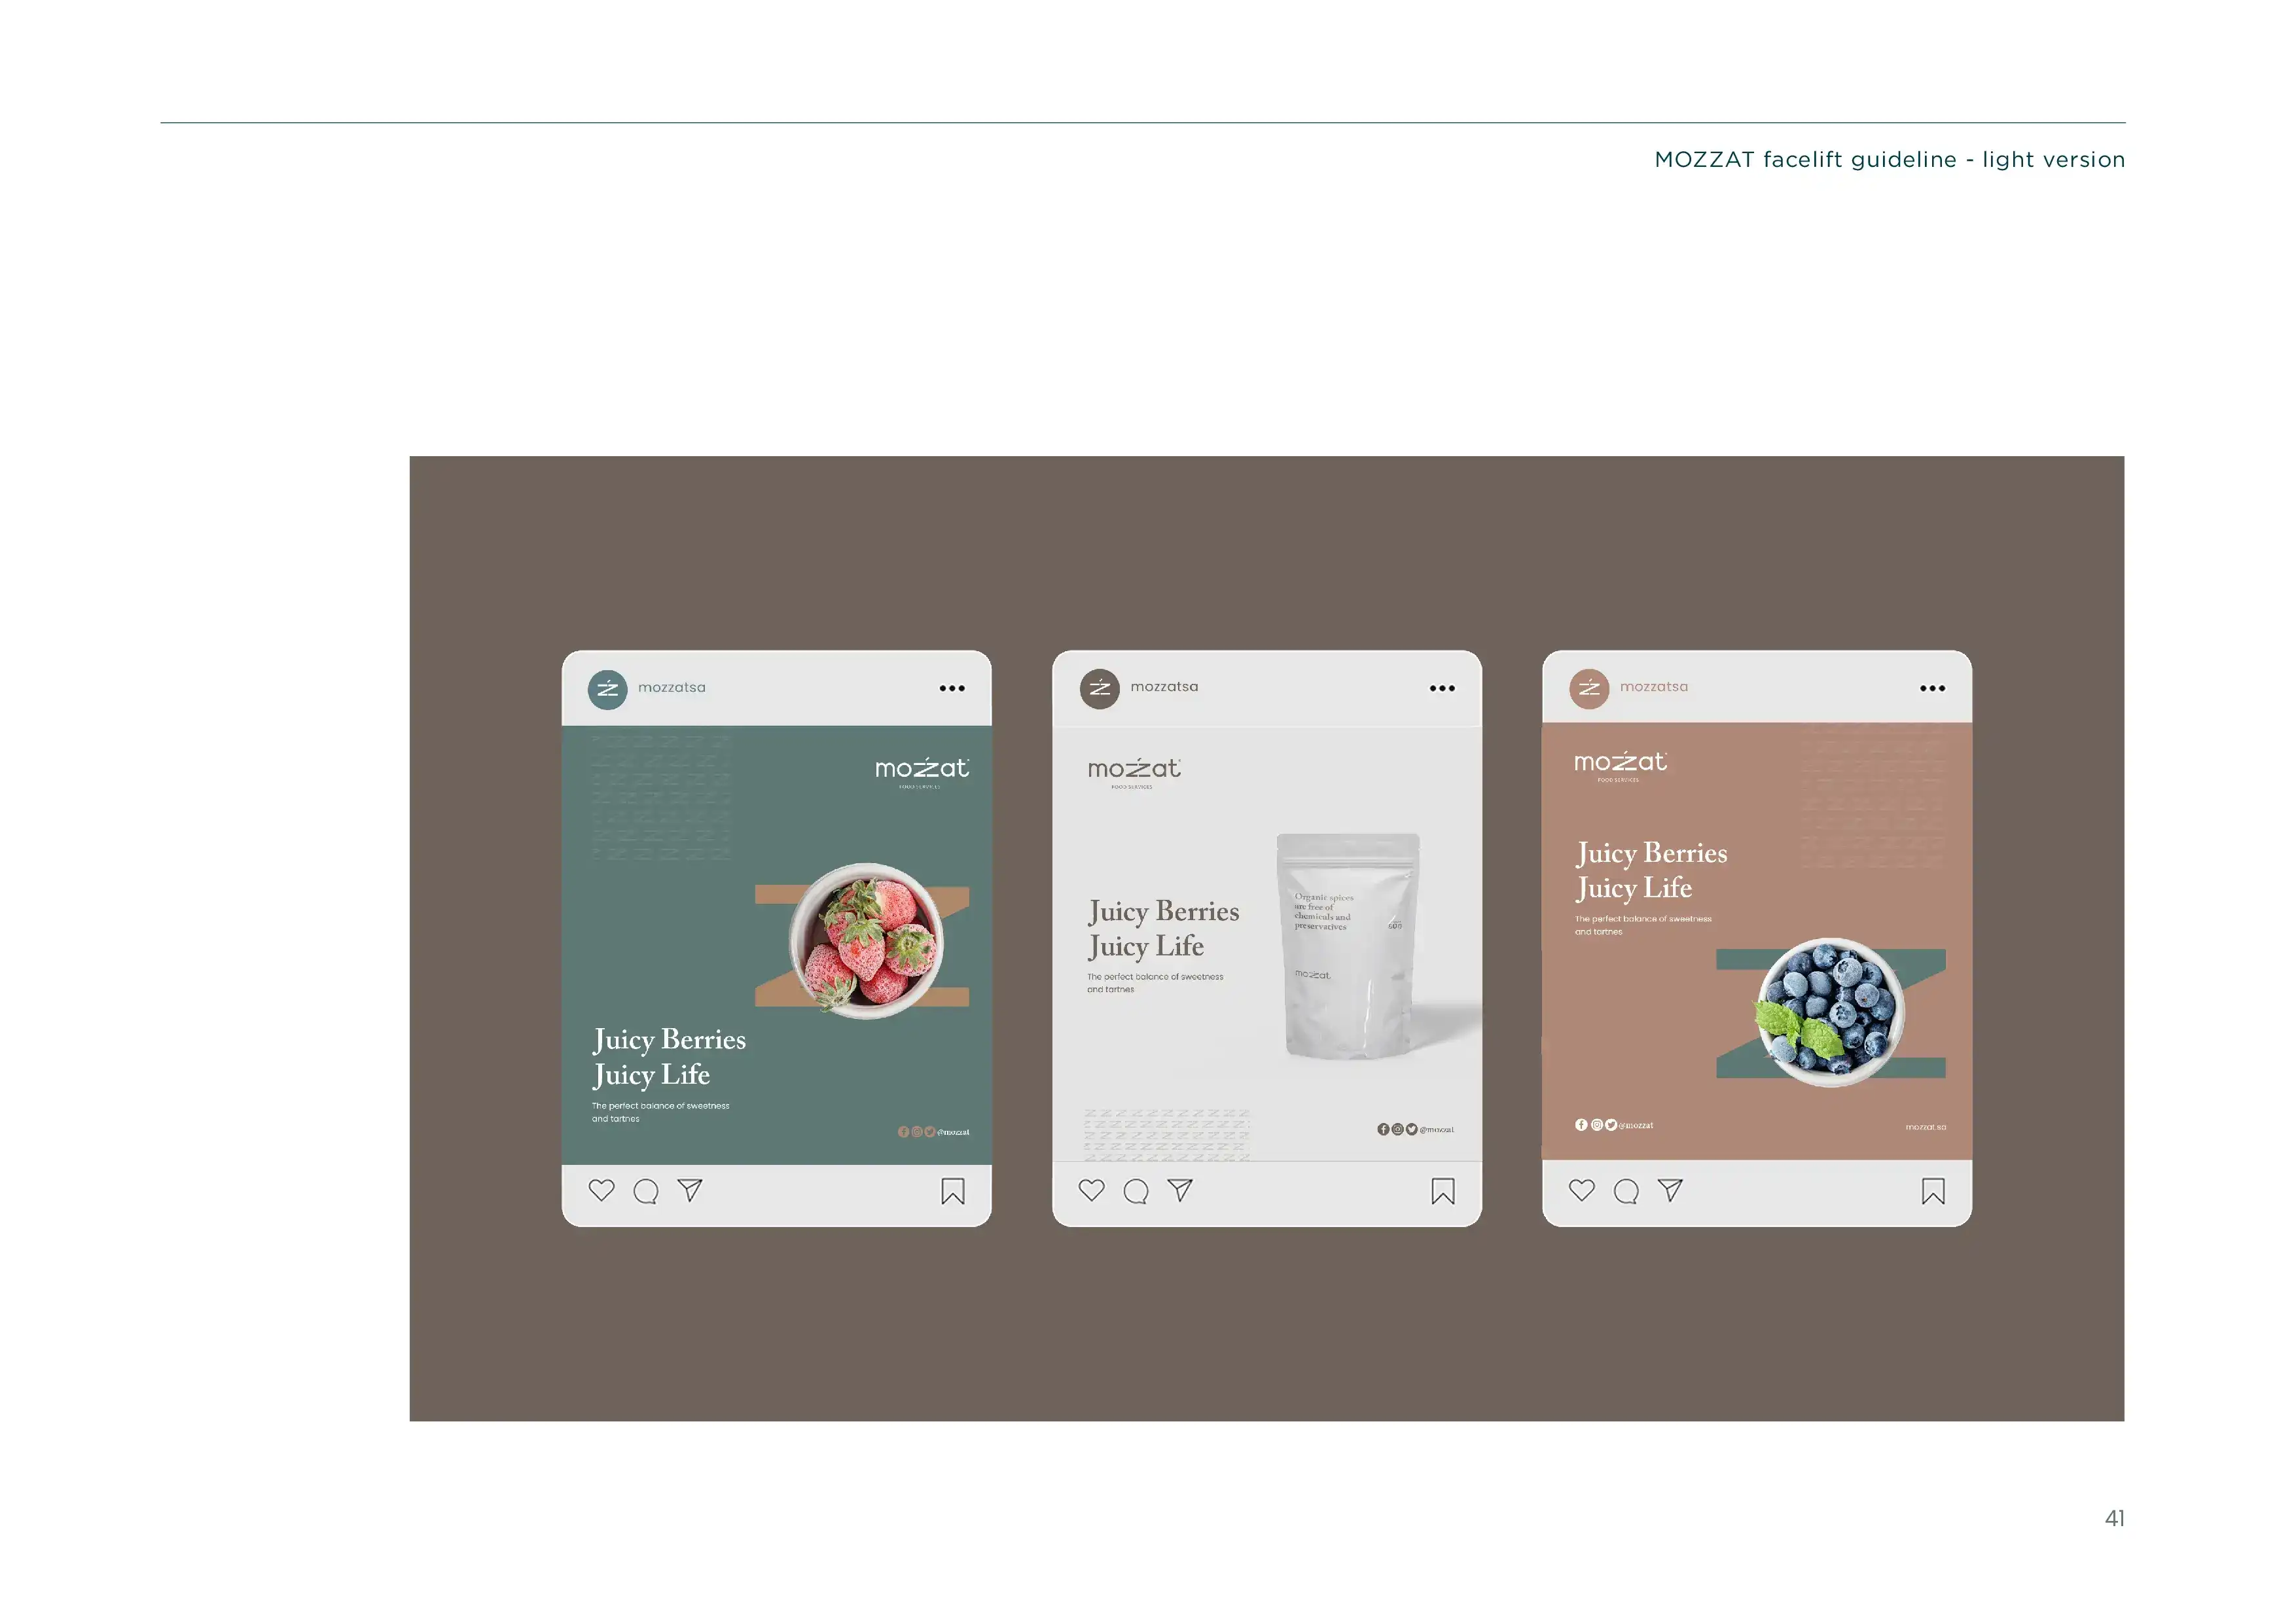 MOZZAT facelift guideline - light version
mozzatsa
mozzat
FOOD SERVICES
Juicy Berries
Juicy Life
The perfect balance of sweetness
and tartnes
@mozzat
mozzatsa
mozzat
FOOD SERVICES
Organic spices
are free of
chemicals and
preservatives
600
mozzat.
Juicy Berries
Juicy Life
The perfect balance of sweetness
and tartnes
@mozzat
mozzatsa
mozzat
FOOD SERVICES
Juicy Berries
Juicy Life
The perfect balance of sweetness
and tartnes
@mozzat
mozzat.sa
41